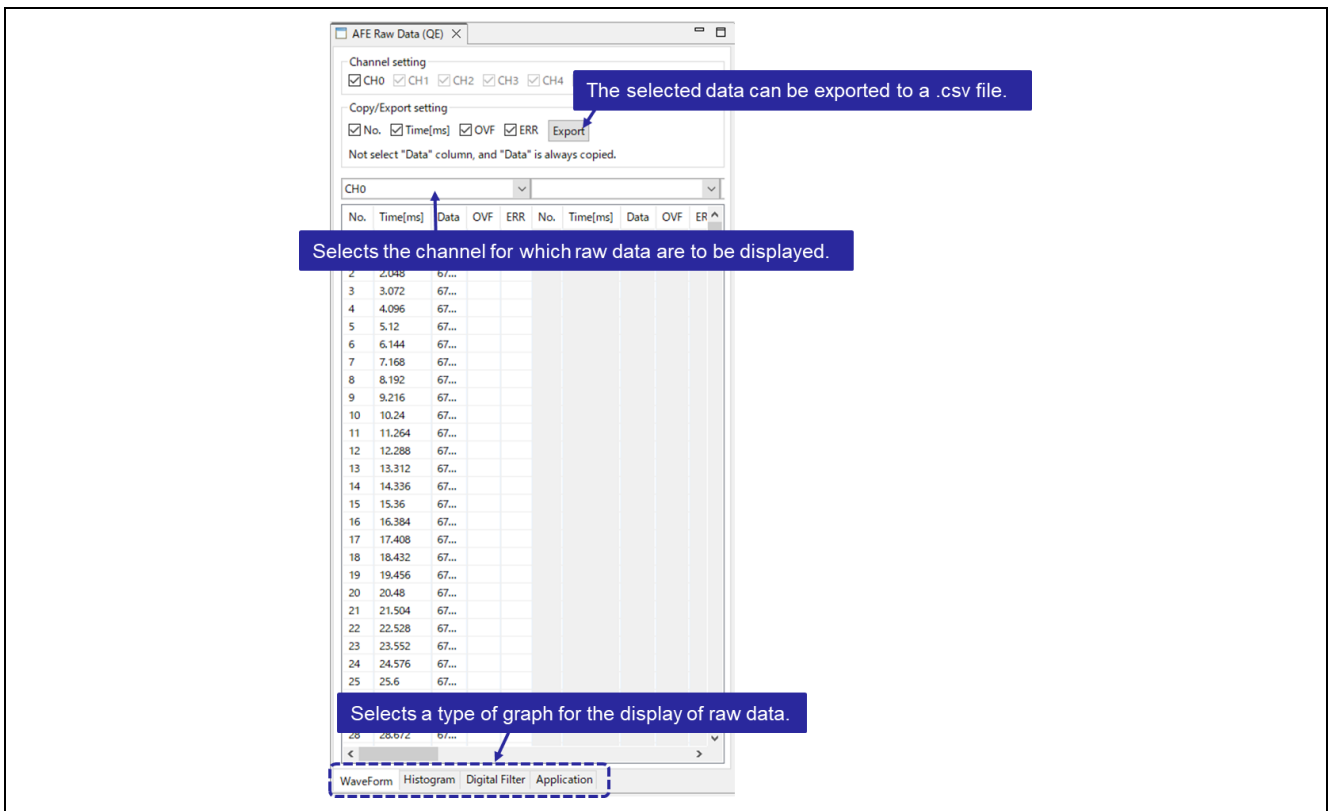 AFE Raw Data (QE)
Channel setting
CH0 CH1 CH2 CH3 CH4
The selected data can be exported to a .csv file.
Copy/Export setting
No. Time[ms] OVF ERR Export
Not select "Data" column, and "Data" is always copied.
CH0
No. Time[ms] Data OVF ERR No. Time[ms] Data OVF ER
Selects the channel for which raw data are to be displayed.
2 2.048 67...
3 3.072 67...
4 4.096 67...
5 5.12 67...
6 6.144 67...
7 7.168 67...
8 8.192 67...
9 9.216 67...
10 10.24 67...
11 11.264 67...
12 12.288 67...
13 13.312 67...
14 14.336 67...
15 15.36 67...
16 16.384 67...
17 17.408 67...
18 18.432 67...
19 19.456 67...
20 20.48 67...
21 21.504 67...
22 22.528 67...
23 23.552 67...
24 24.576 67...
25 25.6 67...
Selects a type of graph for the display of raw data.
28 28.672 67...
WaveForm Histogram Digital Filter Application